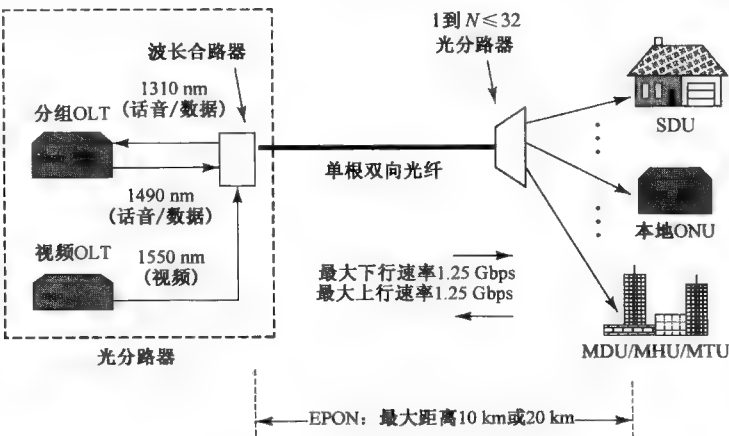 1到 N≤32
光分路器
波长合路器
1310 nm
(话音/数据)
分组OLT
SDU
单根双向光纤
1490 nm
(话音/数据)
本地ONU
视频OLT
1550 nm
(视频)
最大下行速率1.25 Gbps
最大上行速率1.25 Gbps
光分路器
MDU/MHU/MTU
EPON：最大距离10 km或20 km